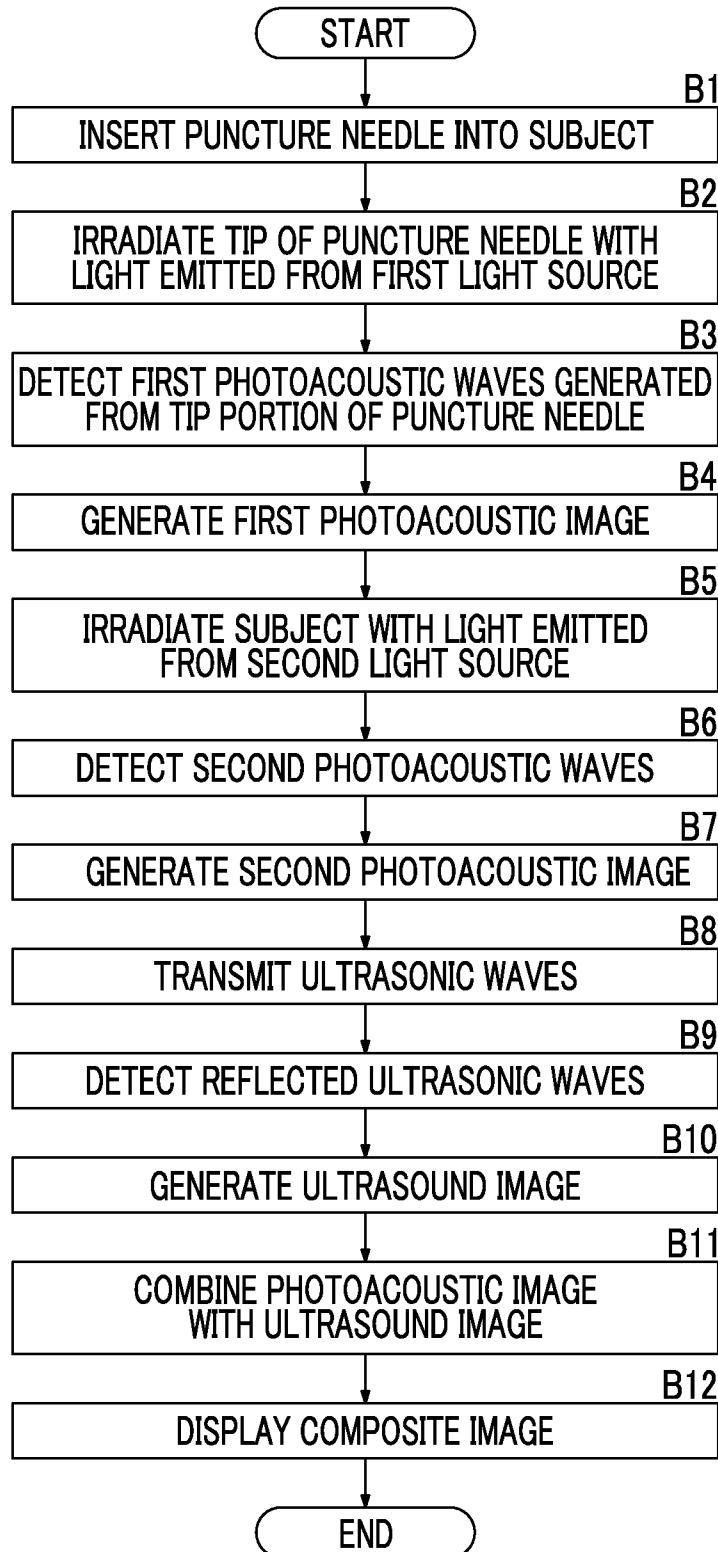 START
B1
INSERT PUNCTURE NEEDLE INTO SUBJECT
B2
IRRADIATE TIP OF PUNCTURE NEEDLE WITH
LIGHT EMITTED FROM FIRST LIGHT SOURCE
B3
DETECT FIRST PHOTOACOUSTIC WAVES GENERATED
FROM TIP PORTION OF PUNCTURE NEEDLE
B4
GENERATE FIRST PHOTOACOUSTIC IMAGE
B5
IRRADIATE SUBJECT WITH LIGHT EMITTED
FROM SECOND LIGHT SOURCE
B6
DETECT SECOND PHOTOACOUSTIC WAVES
B7
GENERATE SECOND PHOTOACOUSTIC IMAGE
B8
TRANSMIT ULTRASONIC WAVES
B9
DETECT REFLECTED ULTRASONIC WAVES
B10
GENERATE ULTRASOUND IMAGE
B11
COMBINE PHOTOACOUSTIC IMAGE
WITH ULTRASOUND IMAGE
B12
DISPLAY COMPOSITE IMAGE
END